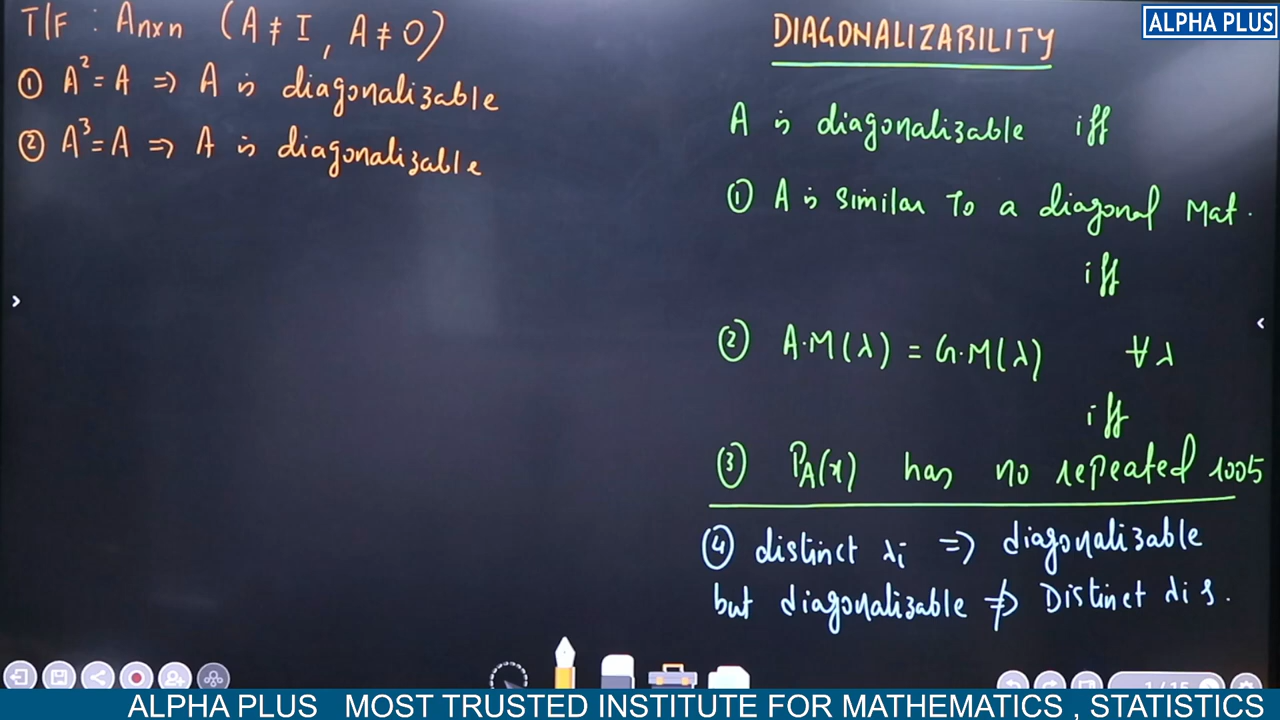 T/F : Anxn (A ≠ I, A ≠ O)
① A² = A ⇒ A is diagonalizable
② A³ = A ⇒ A is diagonalizable
ALPHA PLUS
DIAGONALIZABILITY
A is diagonalizable iff
① A is similar To a diagonal Mat.
iff
② A.M(λ) = G.M(λ) ∀ λ
iff
③ PA(x) has no repeated roots
④ distinct λi ⇒ diagonalizable
but diagonalizable ⇏ Distinct λi s.
1/15
ALPHA PLUS MOST TRUSTED INSTITUTE FOR MATHEMATICS , STATISTICS